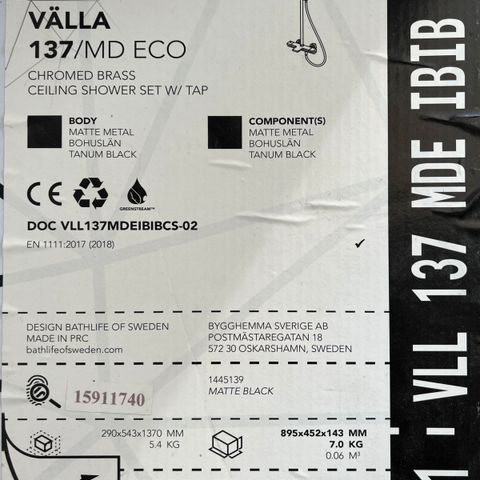 VÄLLA
137/MD ECO
CHROMED BRASS
CEILING SHOWER SET W/ TAP
BODY
MATTE METAL
BOHUSLÄN
TANUM BLACK
COMPONENT(S)
MATTE METAL
BOHUSLÄN
TANUM BLACK
CE
GREENSTREAM™
DOC VLL137MDEIBIBCS-02
EN 1111:2017 (2018)
✓
DESIGN BATHLIFE OF SWEDEN
MADE IN PRC
bathlifeofsweden.com
BYGGHEMMA SVERIGE AB
POSTMÄSTAREGATAN 18
572 30 OSKARSHAMN, SWEDEN
15911740
1445139
MATTE BLACK
290x543x1370 MM
5.4 KG
895x452x143 MM
7.0 KG
0.06 M³
1 - VLL 137 MDE IBIB